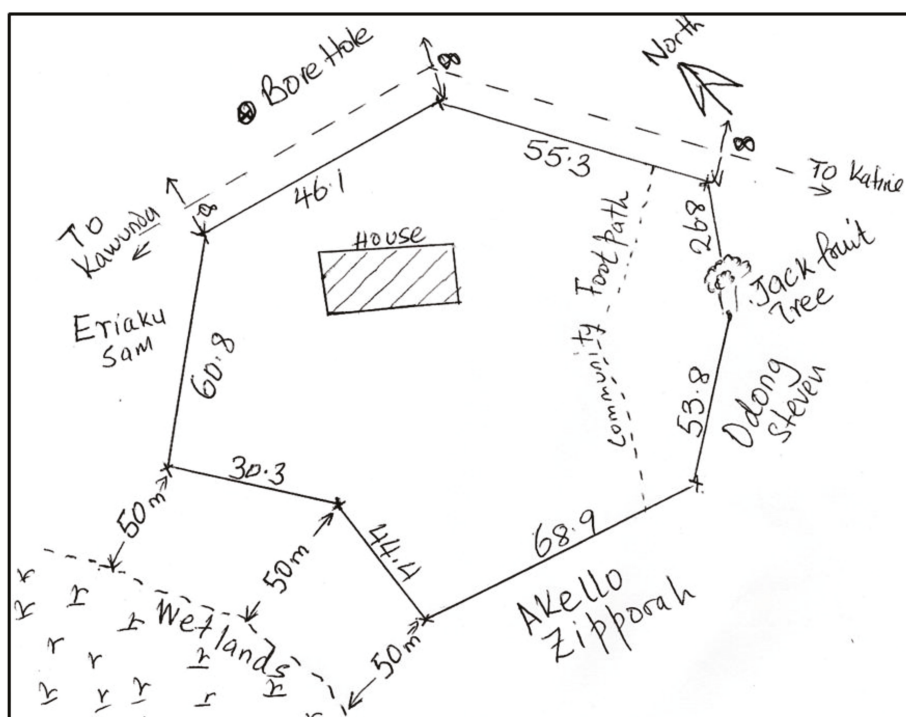 North
Bore Hole
8
8
55.3
46.1
To Katine
To
Kawunda
8
268
HOUSE
Community Foot Path
Jack fruit
Tree
Eriaku
Sam
60.8
53.8
Odong
Steven
30.3
50m
44.4
50m
68.9
Akello
Zipporah
Wetlands
50m